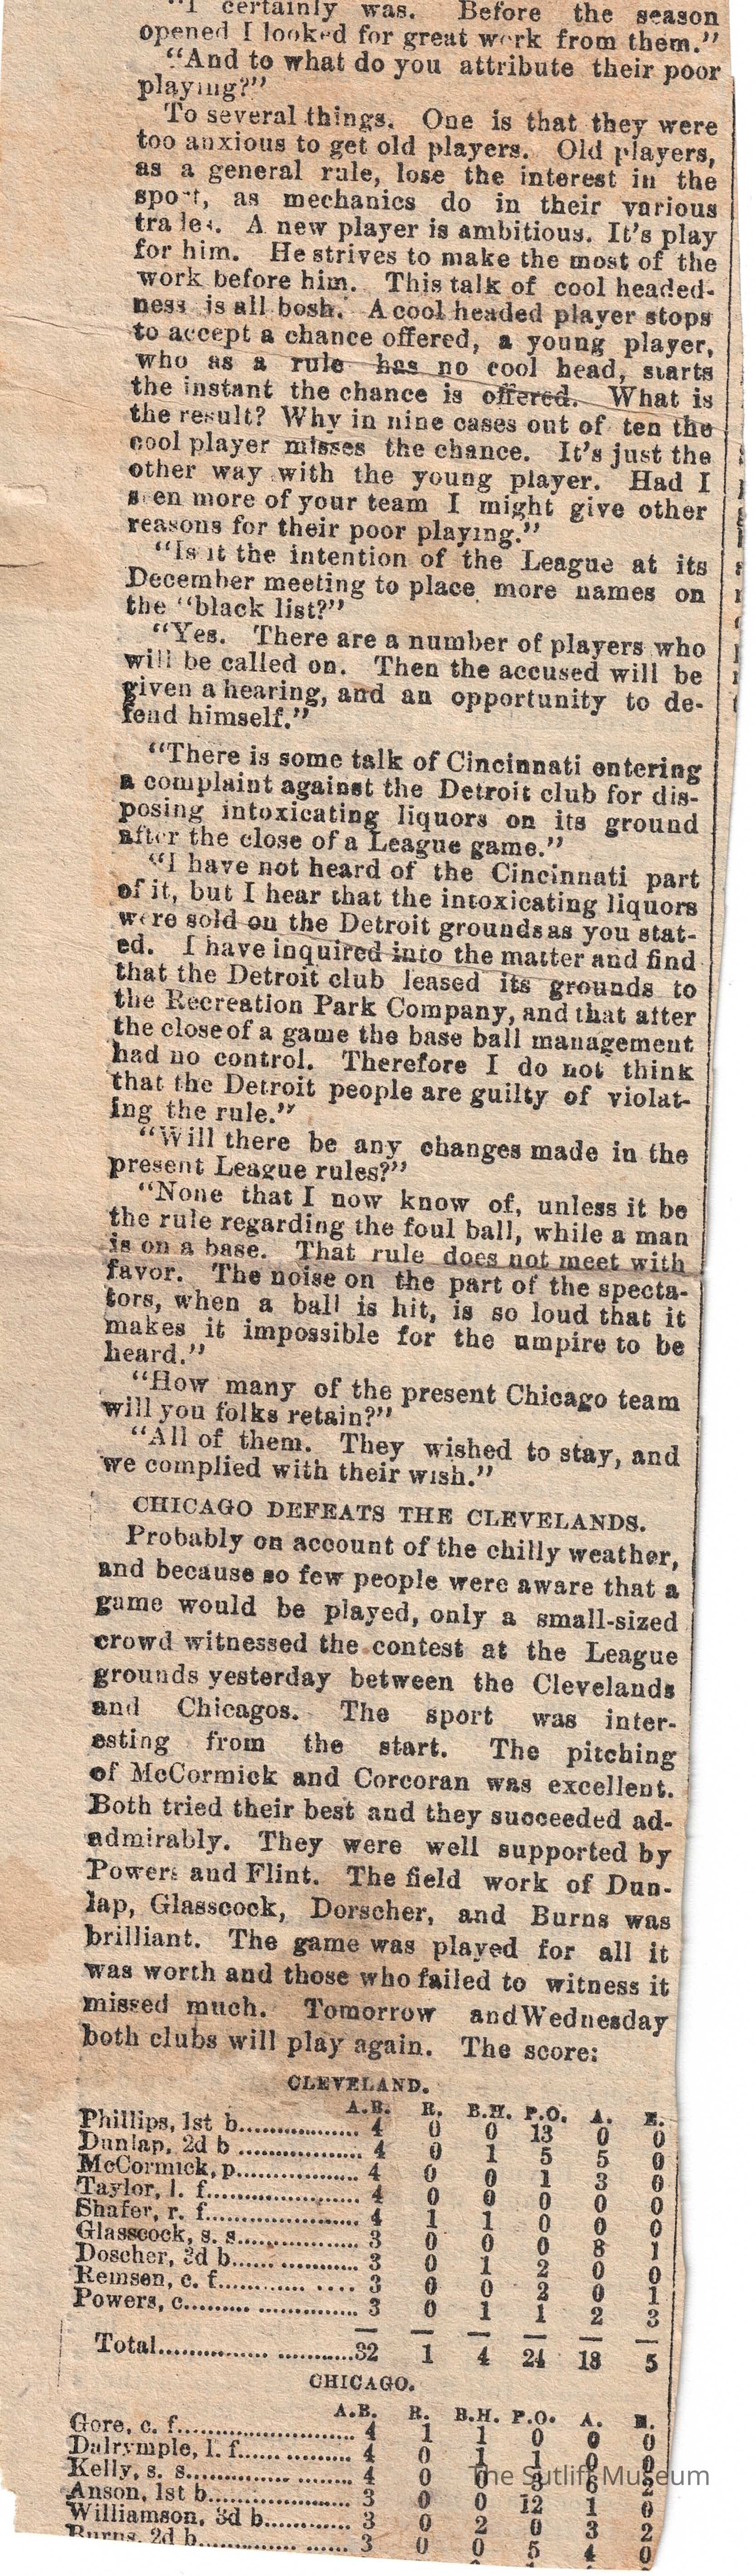 "I certainly was. Before the season
opened I looked for great work from them."
"And to what do you attribute their poor
playing?"
To several things. One is that they were
too anxious to get old players. Old players,
as a general rule, lose the interest in the
sport, as mechanics do in their various
trades. A new player is ambitious. It's play
for him. He strives to make the most of the
work before him. This talk of cool headed-
ness is all bosh. A cool headed player stops
to accept a chance offered, a young player,
who as a rule has no cool head, starts
the instant the chance is offered. What is
the result? Why in nine cases out of ten the
cool player misses the chance. It's just the
other way with the young player. Had I
seen more of your team I might give other
reasons for their poor playing."
"Is it the intention of the League at its
December meeting to place more names on
the "black list?"
"Yes. There are a number of players who
will be called on. Then the accused will be
given a hearing, and an opportunity to de-
fend himself."
"There is some talk of Cincinnati entering
a complaint against the Detroit club for dis-
posing intoxicating liquors on its ground
after the close of a League game."
"I have not heard of the Cincinnati part
of it, but I hear that the intoxicating liquors
were sold on the Detroit grounds as you stat-
ed. I have inquired into the matter and find
that the Detroit club leased its grounds to
the Recreation Park Company, and that after
the close of a game the base ball management
had no control. Therefore I do not think
that the Detroit people are guilty of violat-
ing the rule."
"Will there be any changes made in the
present League rules?"
"None that I now know of, unless it be
the rule regarding the foul ball, while a man
is on a base. That rule does not meet with
favor. The noise on the part of the specta-
tors, when a ball is hit, is so loud that it
makes it impossible for the umpire to be
heard."
"How many of the present Chicago team
will you folks retain?"
"All of them. They wished to stay, and
we complied with their wish."
CHICAGO DEFEATS THE CLEVELANDS.
Probably on account of the chilly weather,
and because so few people were aware that a
game would be played, only a small-sized
crowd witnessed the contest at the League
grounds yesterday between the Clevelands
and Chicagos. The sport was inter-
esting from the start. The pitching
of McCormick and Corcoran was excellent.
Both tried their best and they succeeded ad-
admirably. They were well supported by
Powers and Flint. The field work of Dun-
lap, Glasscock, Dorscher, and Burns was
brilliant. The game was played for all it
was worth and those who failed to witness it
missed much. Tomorrow and Wednesday
both clubs will play again. The score:
CLEVELAND.
A.B. R. B.H. P.O. A. E.
Phillips, 1st b.................. 4 0 0 13 0 0
Dunlap, 2d b .................. 4 0 1 5 5 0
McCormick, p.................. 4 0 0 1 3 0
Taylor, l. f...................... 4 0 0 0 0 0
Shafer, r. f...................... 4 1 1 0 0 0
Glasscock, s. s.................. 3 0 0 0 8 1
Doscher, 3d b.................. 3 0 1 2 0 0
Remsen, c. f............ .... 3 0 0 2 0 1
Powers, c...................... 3 0 1 1 2 3
Total..........................32 1 4 24 18 5
CHICAGO.
A.B. R. B.H. P.O. A. E.
Gore, c. f...................... 4 1 1 0 0 0
Dalrymple, l. f.................. 4 0 1 1 0 0
Kelly, s. s...................... 4 0 0 3 6 2
Anson, 1st b.................. 3 0 0 12 1 0
Williamson, 3d b............ 3 0 2 0 3 2
Burns, 2d b.................. 3 0 0 5 4 0
The Sutliff Museum